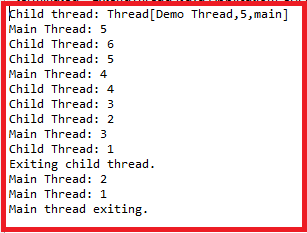 Child thread: Thread[Demo Thread,5,main]
Main Thread: 5
Child Thread: 6
Child Thread: 5
Main Thread: 4
Child Thread: 4
Child Thread: 3
Child Thread: 2
Main Thread: 3
Child Thread: 1
Exiting child thread.
Main Thread: 2
Main Thread: 1
Main thread exiting.